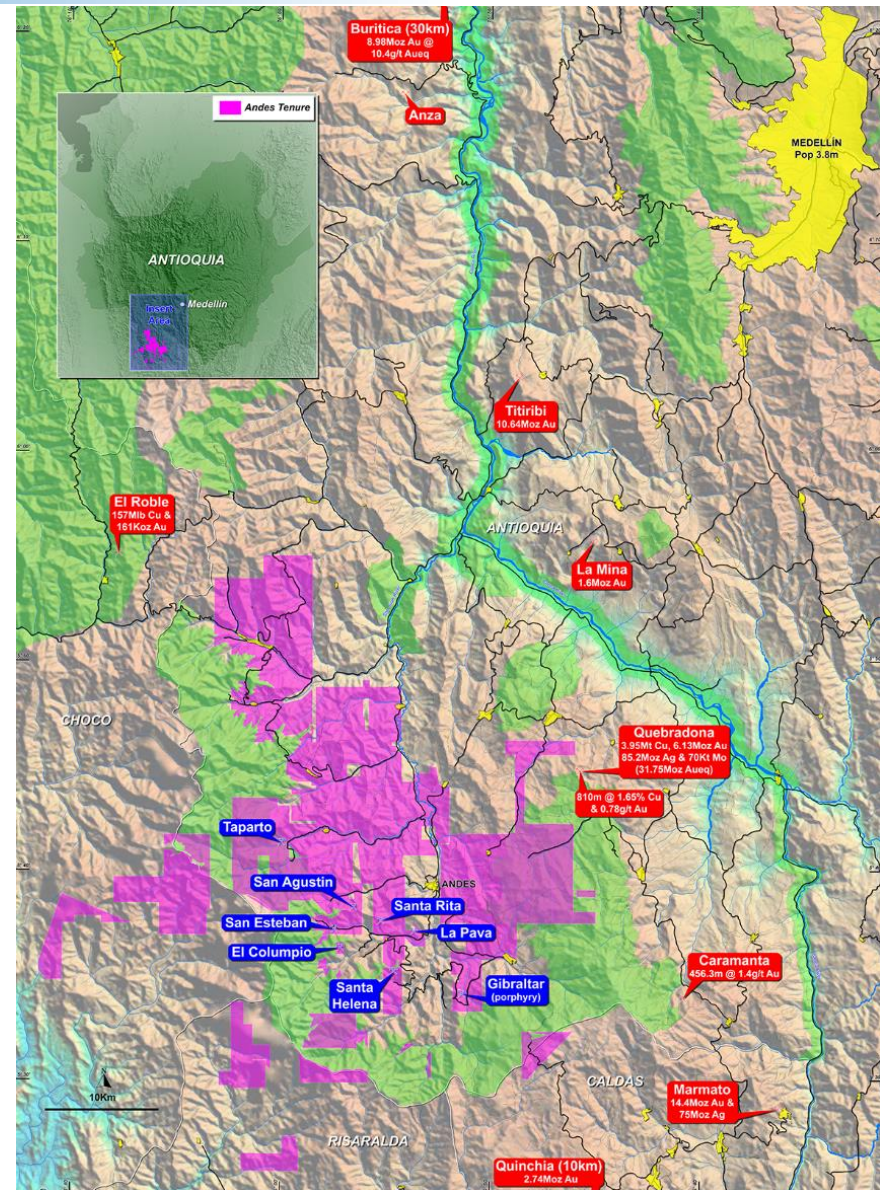 Buritica (30km)
8.98Moz Au @
10.4g/t Aueq
Anza
Andes Tenure
MEDELLÍN
Pop 3.8m
ANTIOQUIA
Medellin
Insert
Area
Titiribi
10.64Moz Au
El Roble
157Mlb Cu &
161Koz Au
ANTIOQUIA
La Mina
1.6Moz Au
CHOCO
Quebradona
3.95Mt Cu, 6.13Moz Au
85.2Moz Ag & 70Kt Mo
(31.75Moz Aueq)
810m @ 1.65% Cu
& 0.78g/t Au
Taparto
San Agustin
ANDES
Santa Rita
San Esteban
La Pava
El Columpio
Santa
Helena
Gibraltar
(porphyry)
Caramanta
456.3m @ 1.4g/t Au
N
10Km
CALDAS
Marmato
14.4Moz Au &
75Moz Ag
RISARALDA
Quinchia (10km)
2.74Moz Au